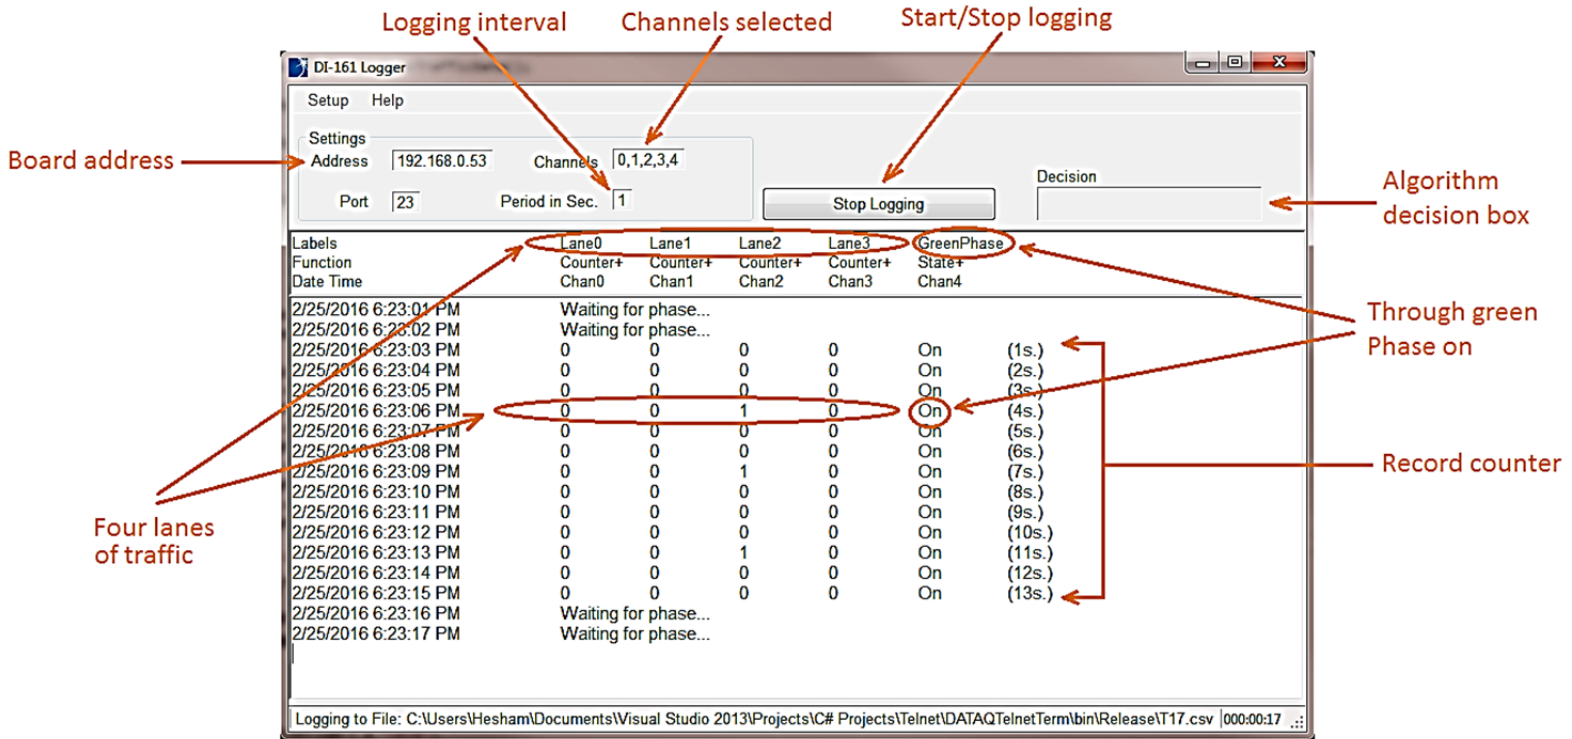 Logging interval
Channels selected
Start/Stop logging
DI-161 Logger
Setup Help
Settings
Board address
Address 192.168.0.53 Channels 0,1,2,3,4
Port 23 Period in Sec. 1
Stop Logging
Decision
Algorithm
decision box
Labels Lane0 Lane1 Lane2 Lane3 GreenPhase
Function Counter+ Counter+ Counter+ Counter+ State+
Date Time Chan0 Chan1 Chan2 Chan3 Chan4
2/25/2016 6:23:01 PM Waiting for phase...
2/25/2016 6:23:02 PM Waiting for phase...
2/25/2016 6:23:03 PM 0 0 0 0 On (1s.)
2/25/2016 6:23:04 PM 0 0 0 0 On (2s.)
2/25/2016 6:23:05 PM 0 0 0 0 On (3s.)
2/25/2016 6:23:06 PM 0 0 1 0 On (4s.)
2/25/2016 6:23:07 PM 0 0 0 0 On (5s.)
2/25/2016 6:23:08 PM 0 0 0 0 On (6s.)
2/25/2016 6:23:09 PM 0 0 1 0 On (7s.)
2/25/2016 6:23:10 PM 0 0 0 0 On (8s.)
2/25/2016 6:23:11 PM 0 0 0 0 On (9s.)
2/25/2016 6:23:12 PM 0 0 0 0 On (10s.)
2/25/2016 6:23:13 PM 0 0 1 0 On (11s.)
2/25/2016 6:23:14 PM 0 0 0 0 On (12s.)
2/25/2016 6:23:15 PM 0 0 0 0 On (13s.)
2/25/2016 6:23:16 PM Waiting for phase...
2/25/2016 6:23:17 PM Waiting for phase...
Through green
Phase on
Record counter
Four lanes
of traffic
Logging to File: C:\Users\Hesham\Documents\Visual Studio 2013\Projects\C# Projects\Telnet\DATAQTelnetTerm\bin\Release\T17.csv 000:00:17